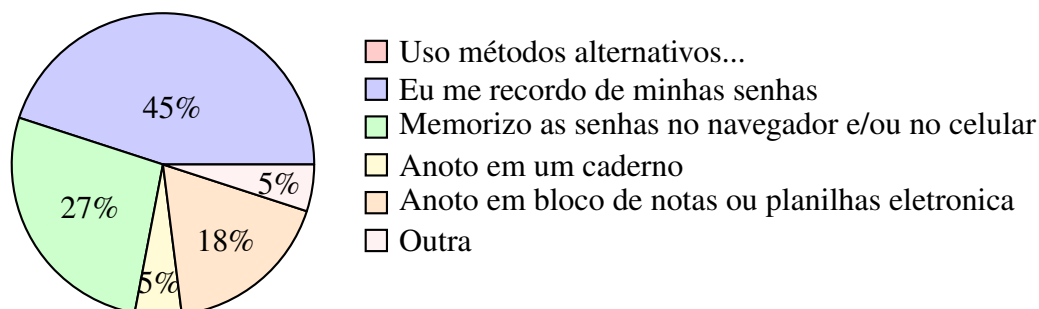 45%
27%
5%
18%
5%
Uso métodos alternativos...
Eu me recordo de minhas senhas
Memorizo as senhas no navegador e/ou no celular
Anoto em um caderno
Anoto em bloco de notas ou planilhas eletronica
Outra